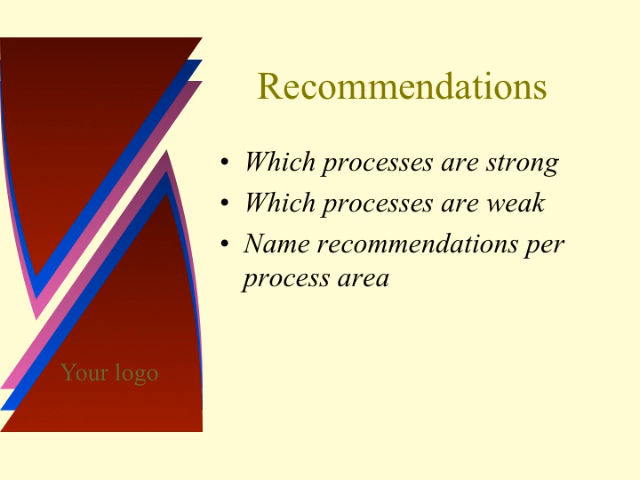 Recommendations
• Which processes are strong
• Which processes are weak
• Name recommendations per
process area
Your logo